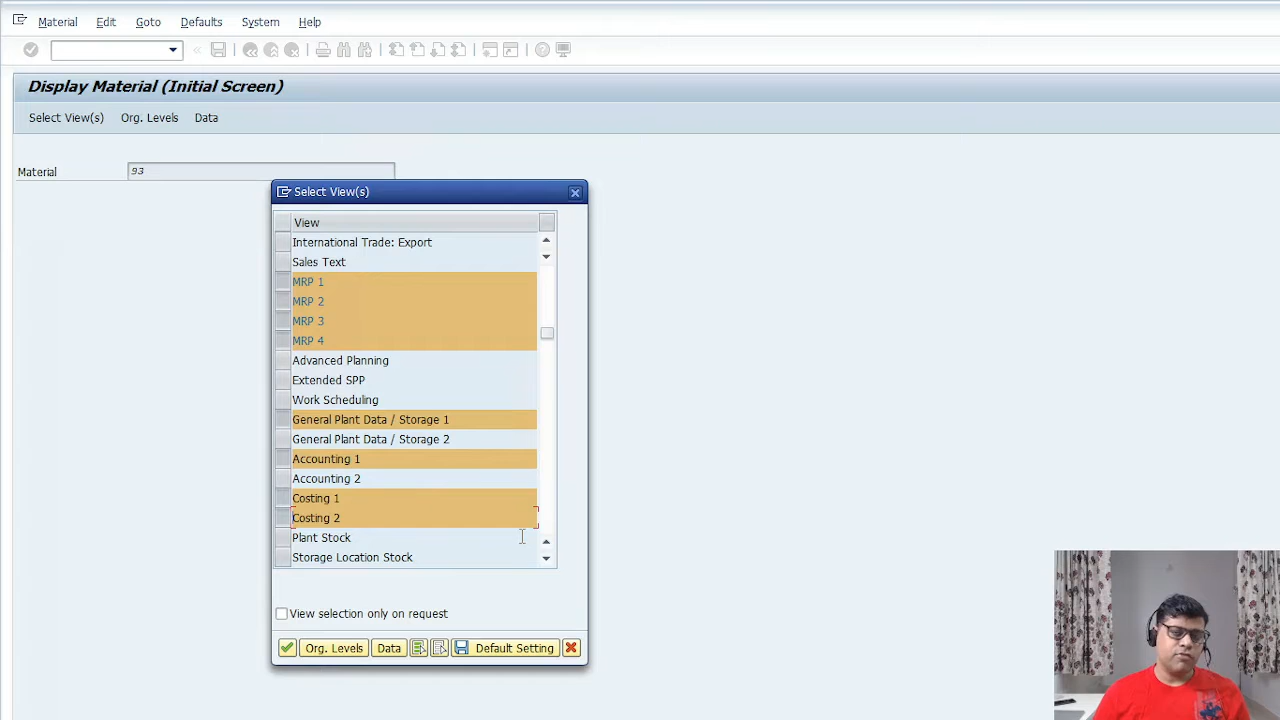 Material Edit Goto Defaults System Help
Display Material (Initial Screen)
Select View(s) Org. Levels Data
Material 93
Select View(s)
View
International Trade: Export
Sales Text
MRP 1
MRP 2
MRP 3
MRP 4
Advanced Planning
Extended SPP
Work Scheduling
General Plant Data / Storage 1
General Plant Data / Storage 2
Accounting 1
Accounting 2
Costing 1
Costing 2
Plant Stock
Storage Location Stock
View selection only on request
Org. Levels Data Default Setting